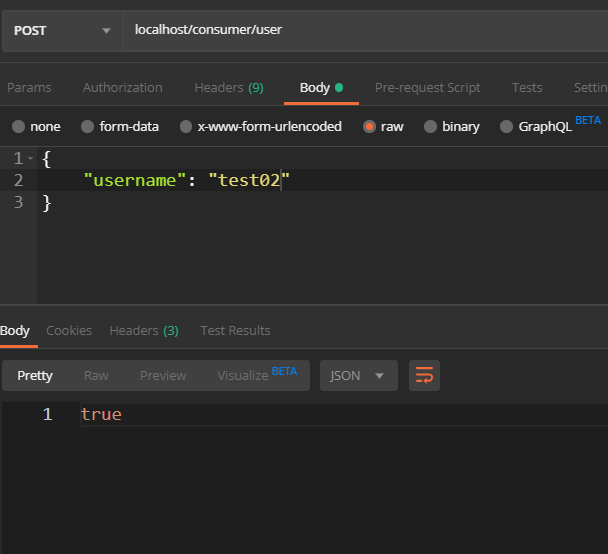 POST localhost/consumer/user
Params Authorization Headers (9) Body Pre-request Script Tests Settin
none form-data x-www-form-urlencoded raw binary GraphQL BETA
1 {
2 "username": "test02"
3 }
Body Cookies Headers (3) Test Results
Pretty Raw Preview Visualize BETA JSON
1 true